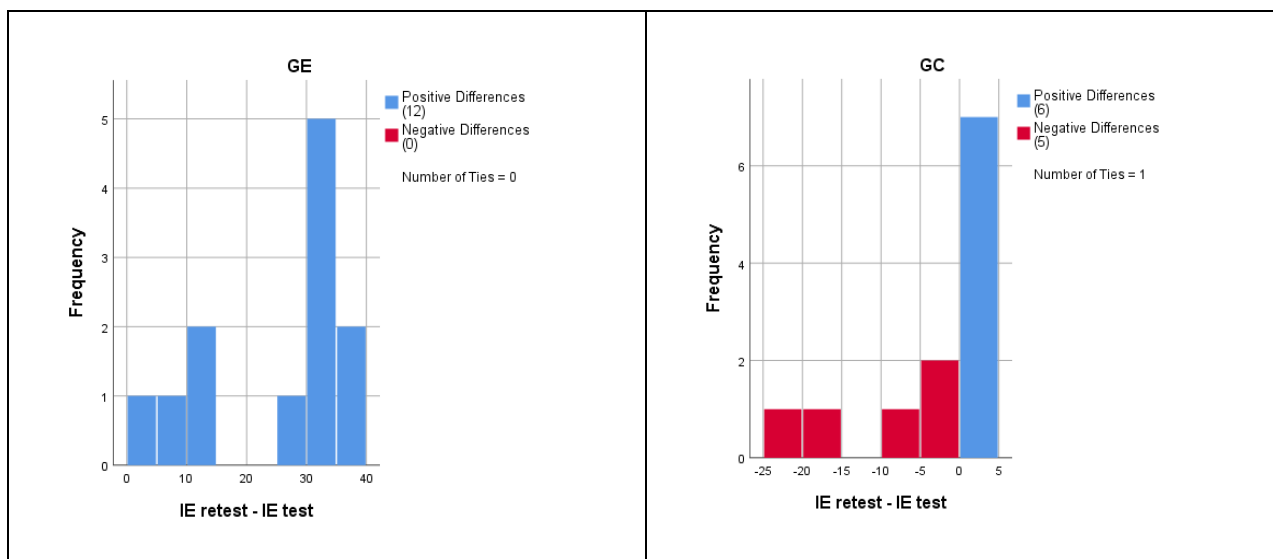 GE
Positive Differences
(12)
Negative Differences
(0)
Number of Ties = 0
Frequency
5
4
3
2
1
0
0
10
20
30
40
IE retest - IE test
GC
Positive Differences
(6)
Negative Differences
(5)
Number of Ties = 1
Frequency
6
4
2
0
-25
-20
-15
-10
-5
0
5
IE retest - IE test